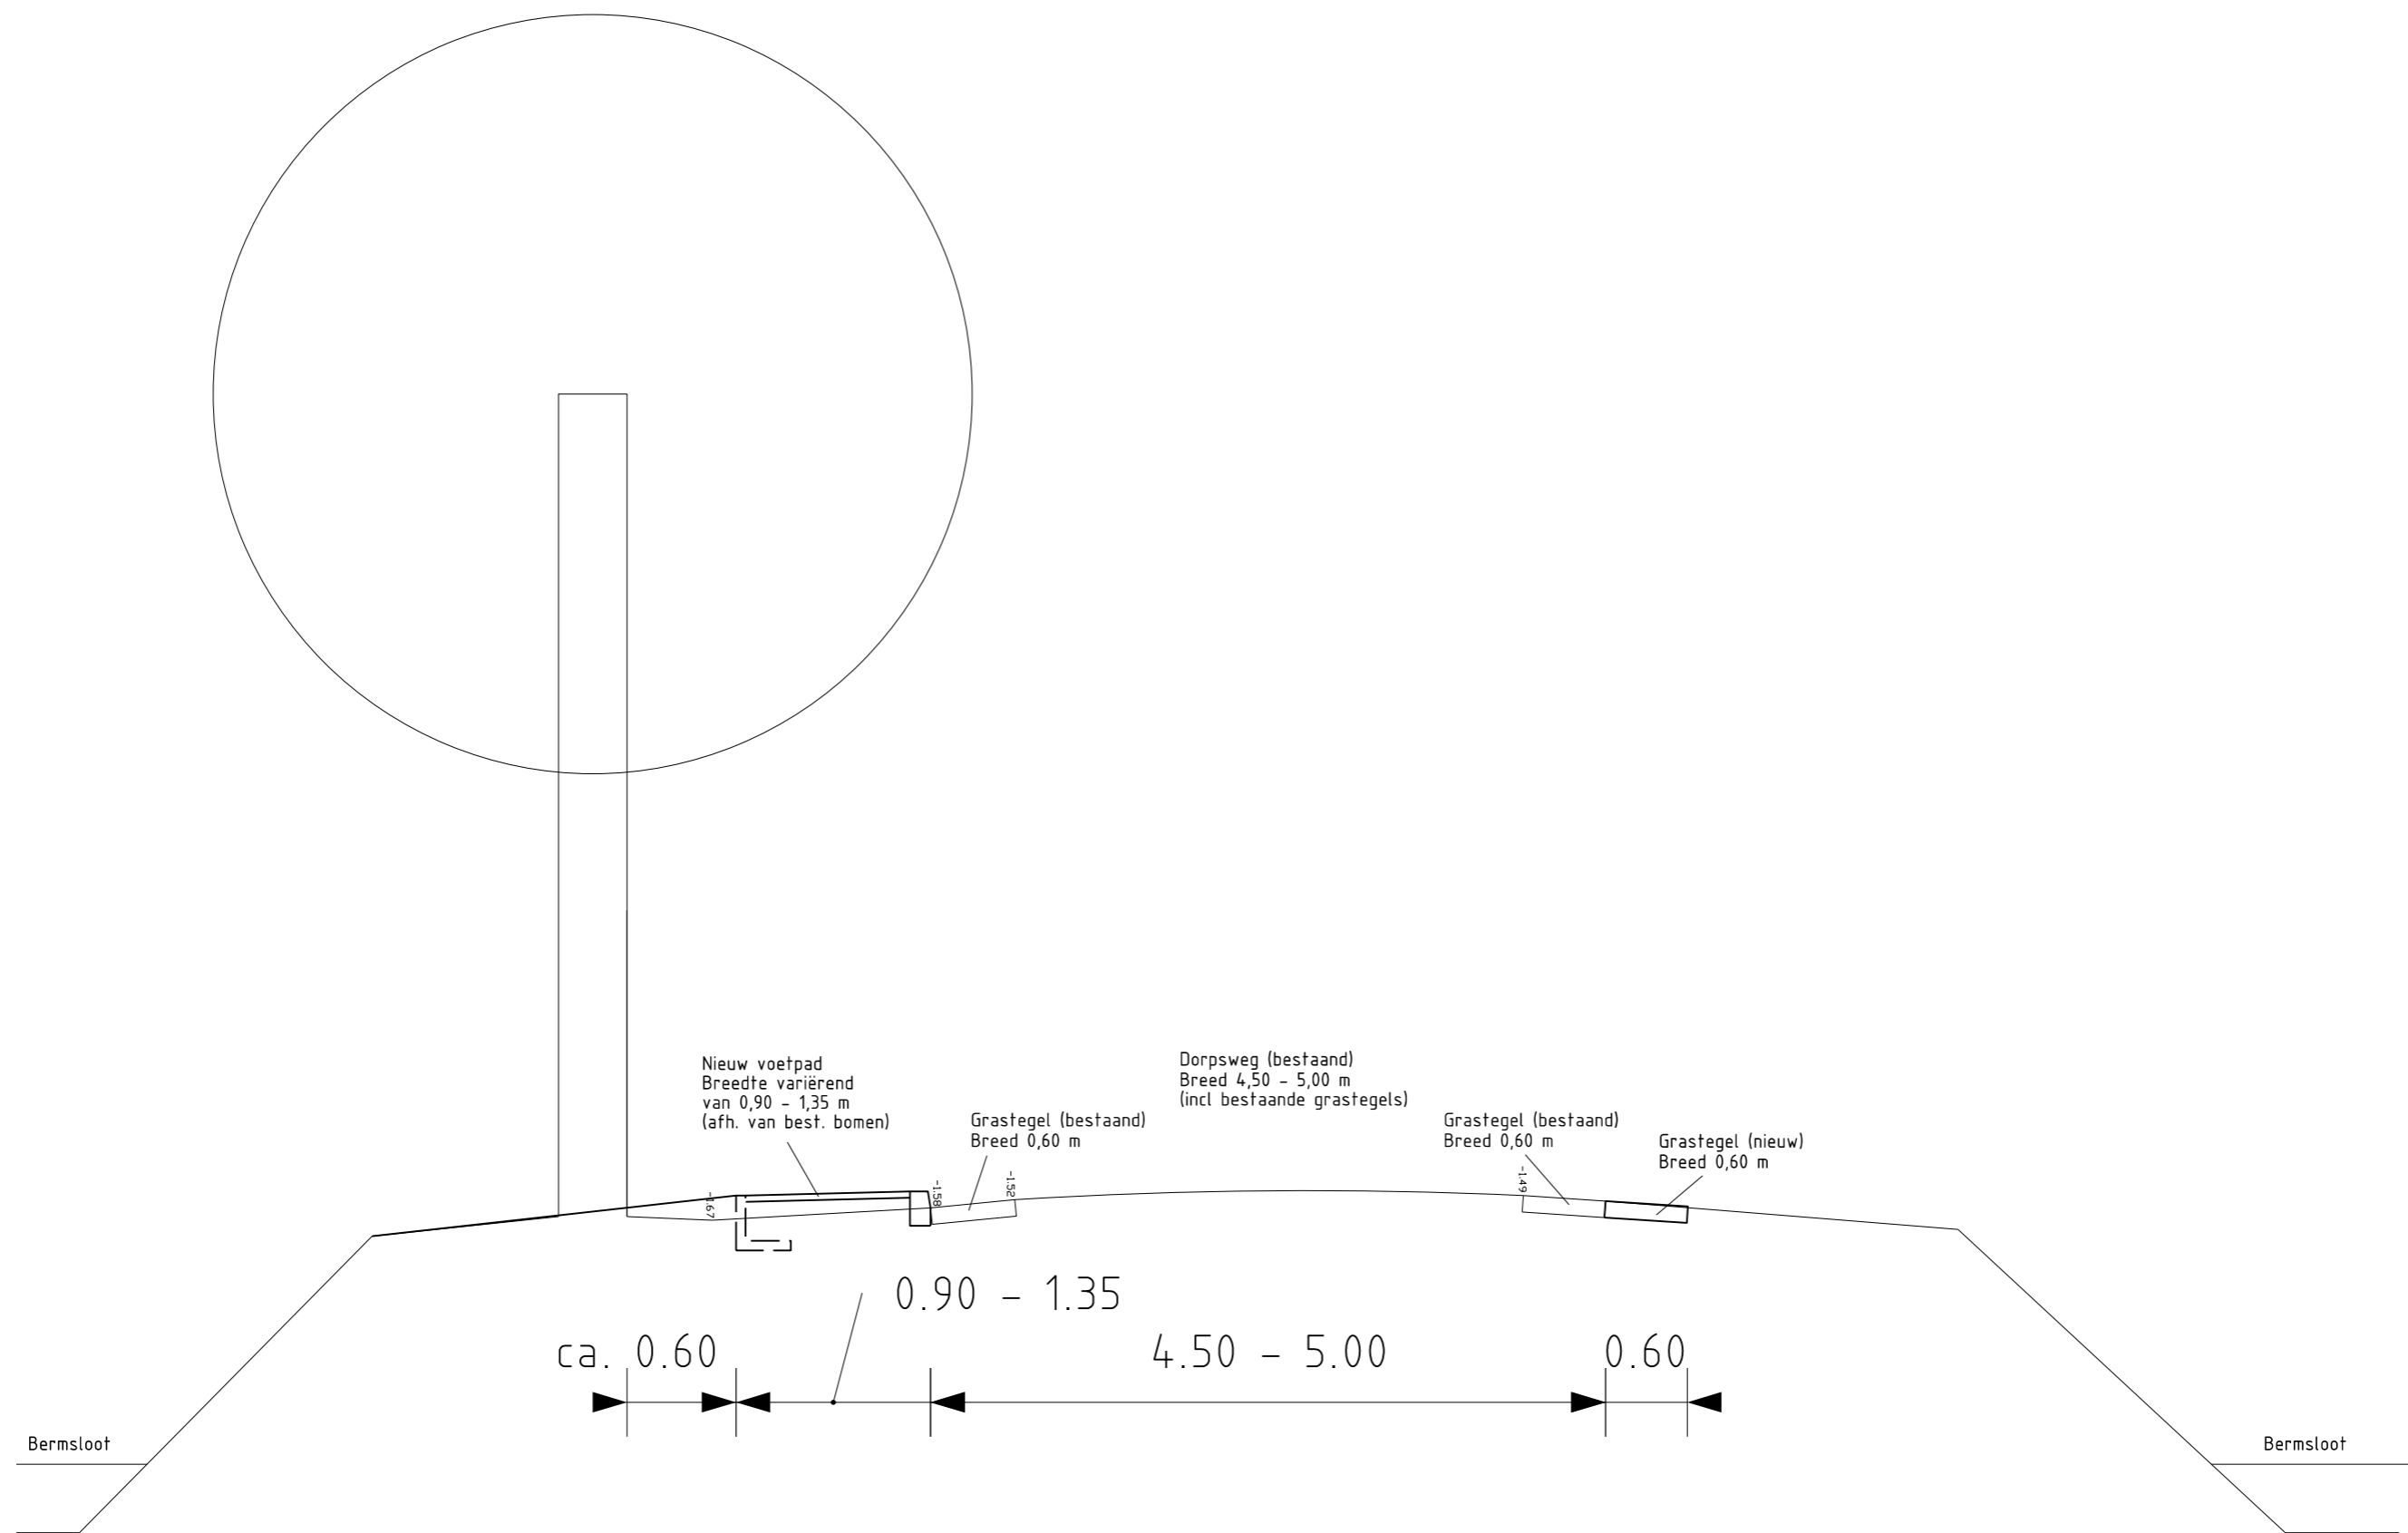 Nieuw voetpad
Breedte variërend
van 0,90 - 1,35 m
(afh. van best. bomen)
Dorpsweg (bestaand)
Breed 4,50 - 5,00 m
(incl bestaande grastegels)
Grastegel (bestaand)
Breed 0,60 m
Grastegel (bestaand)
Breed 0,60 m
Grastegel (nieuw)
Breed 0,60 m
-1.67
-1.58
-1.52
-1.49
0.90 - 1.35
ca. 0.60
4.50 - 5.00
0.60
Bermsloot
Bermsloot